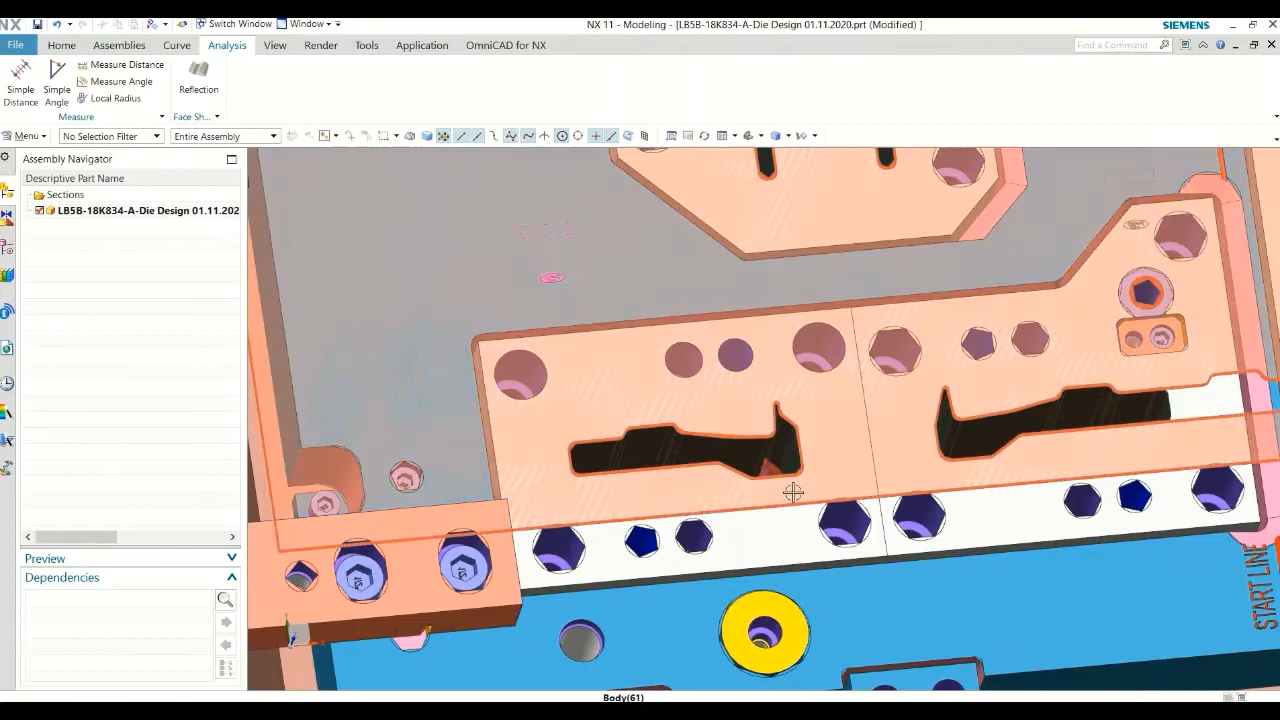 NX
Switch Window
Window
NX 11 - Modeling - [LB5B-18K834-A-Die Design 01.11.2020.prt (Modified) ]
SIEMENS
File
Home
Assemblies
Curve
Analysis
View
Render
Tools
Application
OmniCAD for NX
Find a Command
Simple
Distance
Simple
Angle
Measure Distance
Measure Angle
Local Radius
Reflection
Measure
Face Sh...
Menu
No Selection Filter
Entire Assembly
Assembly Navigator
Descriptive Part Name
Sections
LB5B-18K834-A-Die Design 01.11.202
Preview
Dependencies
START LINE
Body(61)